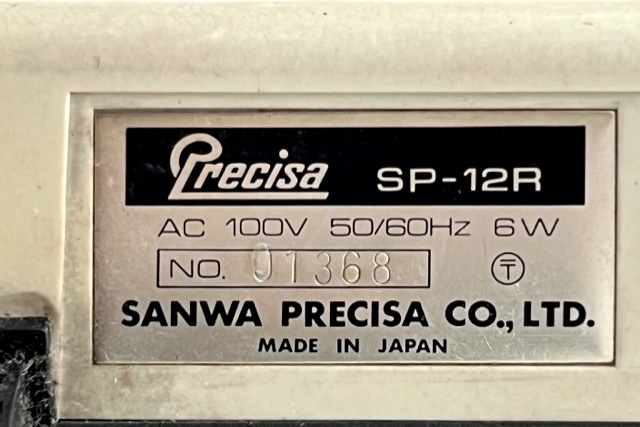 Precisa SP-12R
AC 100V 50/60Hz 6W
NO. 01368 〒
SANWA PRECISA CO., LTD.
MADE IN JAPAN